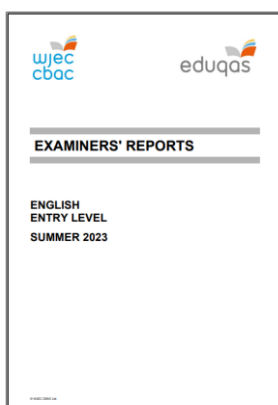 wjec
cbac
eduqas
EXAMINERS' REPORTS
ENGLISH
ENTRY LEVEL
SUMMER 2023